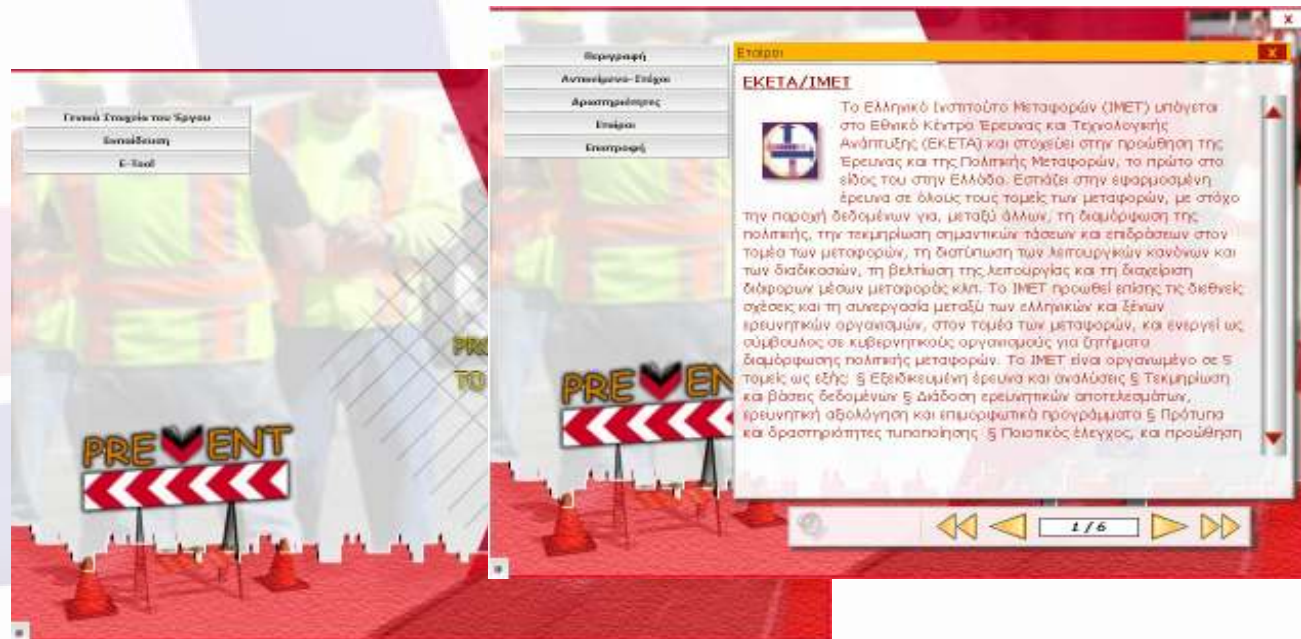 Γενικά Στοιχεία του Έργου
Εκπαίδευση
E-Tool
PRE
TO
PREVENT
Περιγραφή
Αντικείμενο-Στόχοι
Δραστηριότητες
Εταίροι
Επιστροφή
PREVEN
Εταίροι
X
X
ΕΚΕΤΑ/ΙΜΕΤ
Το Ελληνικό Ινστιτούτο Μεταφορών (ΙΜΕΤ) υπάγεται
στο Εθνικό Κέντρο Έρευνας και Τεχνολογικής
Ανάπτυξης (ΕΚΕΤΑ) και στοχεύει στην προώθηση της
Έρευνας και της Πολιτικής Μεταφορών, το πρώτο στο
είδος του στην Ελλάδα. Εστιάζει στην εφαρμοσμένη
έρευνα σε όλους τους τομείς των μεταφορών, με στόχο
την παροχή δεδομένων για, μεταξύ άλλων, τη διαμόρφωση της
πολιτικής, την τεκμηρίωση σημαντικών τάσεων και επιδράσεων στον
τομέα των μεταφορών, τη διατύπωση των λειτουργικών κανόνων και
των διαδικασιών, τη βελτίωση της λειτουργίας και τη διαχείριση
διάφορων μέσων μεταφοράς κλπ. Το ΙΜΕΤ προωθεί επίσης τις διεθνείς
σχέσεις και τη συνεργασία μεταξύ των ελληνικών και ξένων
ερευνητικών οργανισμών, στον τομέα των μεταφορών, και ενεργεί ως
σύμβουλος σε κυβερνητικούς οργανισμούς για ζητήματα
διαμόρφωσης πολιτικής μεταφορών. Το ΙΜΕΤ είναι οργανωμένο σε 5
τομείς ως εξής: § Εξειδικευμένη έρευνα και αναλύσεις § Τεκμηρίωση
και βάσεις δεδομένων § Διάδοση ερευνητικών αποτελεσμάτων,
ερευνητική αξιολόγηση και επιμορφωτικά προγράμματα § Πρότυπα
και δραστηριότητες τυποποίησης § Ποιοτικός έλεγχος, και προώθηση
1/6